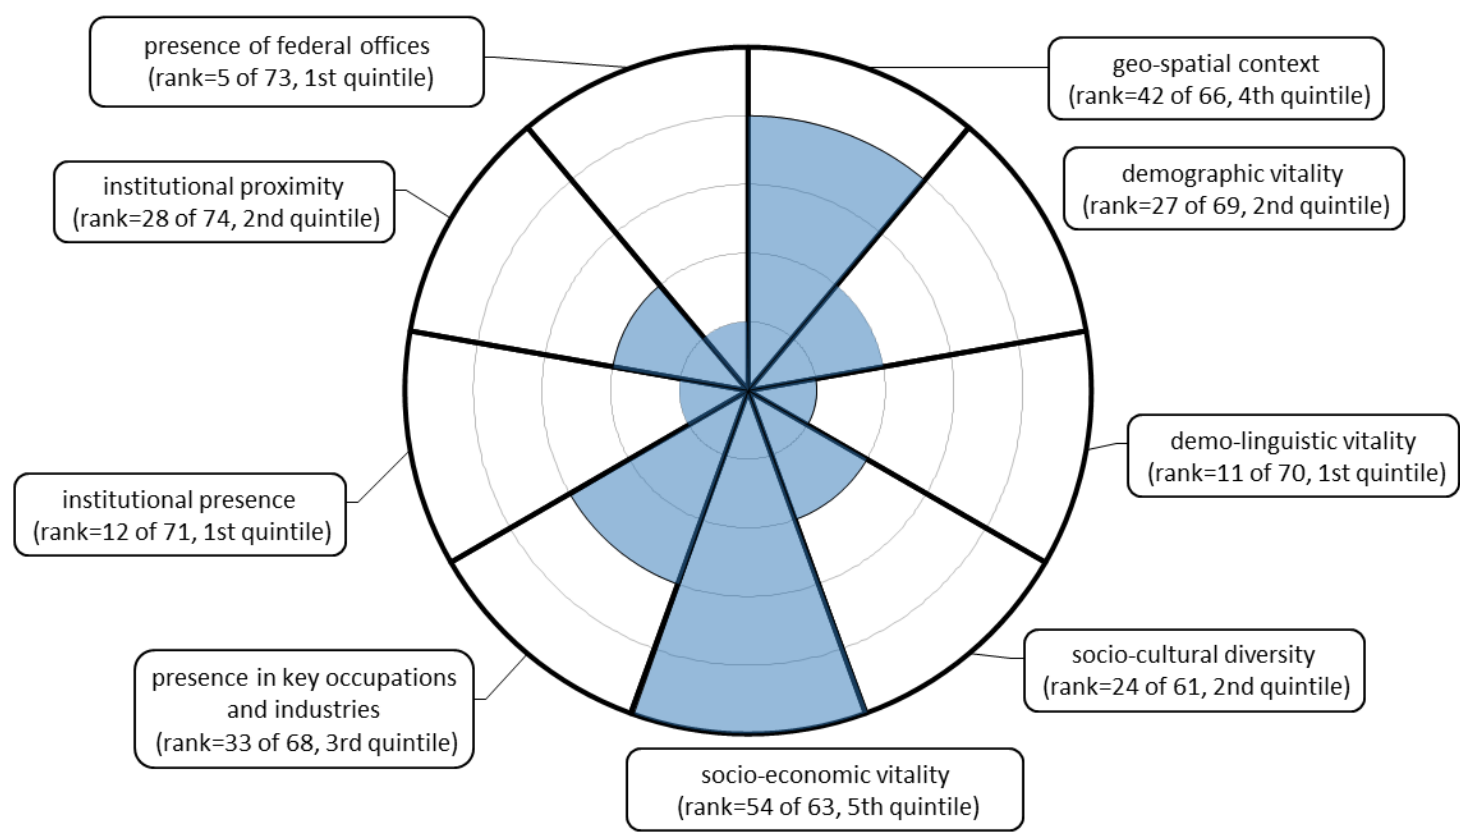 presence of federal offices
(rank=5 of 73, 1st quintile)
geo-spatial context
(rank=42 of 66, 4th quintile)
demographic vitality
(rank=27 of 69, 2nd quintile)
institutional proximity
(rank=28 of 74, 2nd quintile)
demo-linguistic vitality
(rank=11 of 70, 1st quintile)
institutional presence
(rank=12 of 71, 1st quintile)
socio-cultural diversity
(rank=24 of 61, 2nd quintile)
presence in key occupations
and industries
(rank=33 of 68, 3rd quintile)
socio-economic vitality
(rank=54 of 63, 5th quintile)